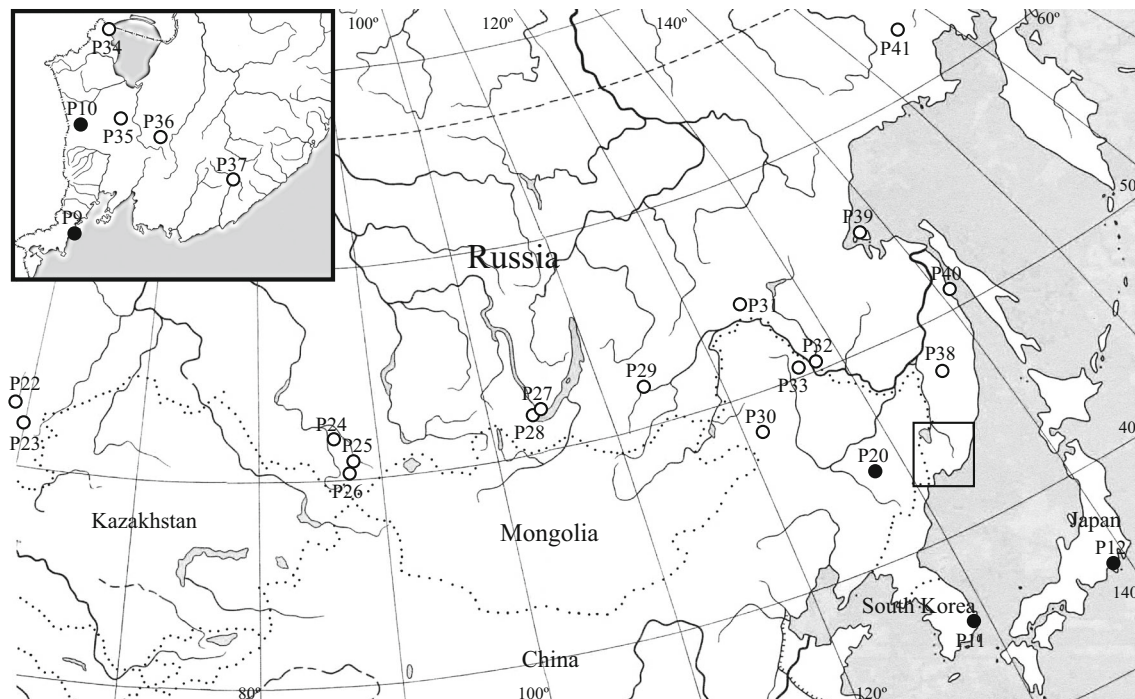 100º
120º
140º
60º
P34
P41
P10
P35
P36
P37
P9
50
P39
Russia
P40
P31
P32
P33
P38
P22
P23
P29
P27
P28
P24
P25
P26
P30
P20
40
Kazakhstan
Mongolia
Japan
P12
140
South Korea
P11
China
80º
100º
120º